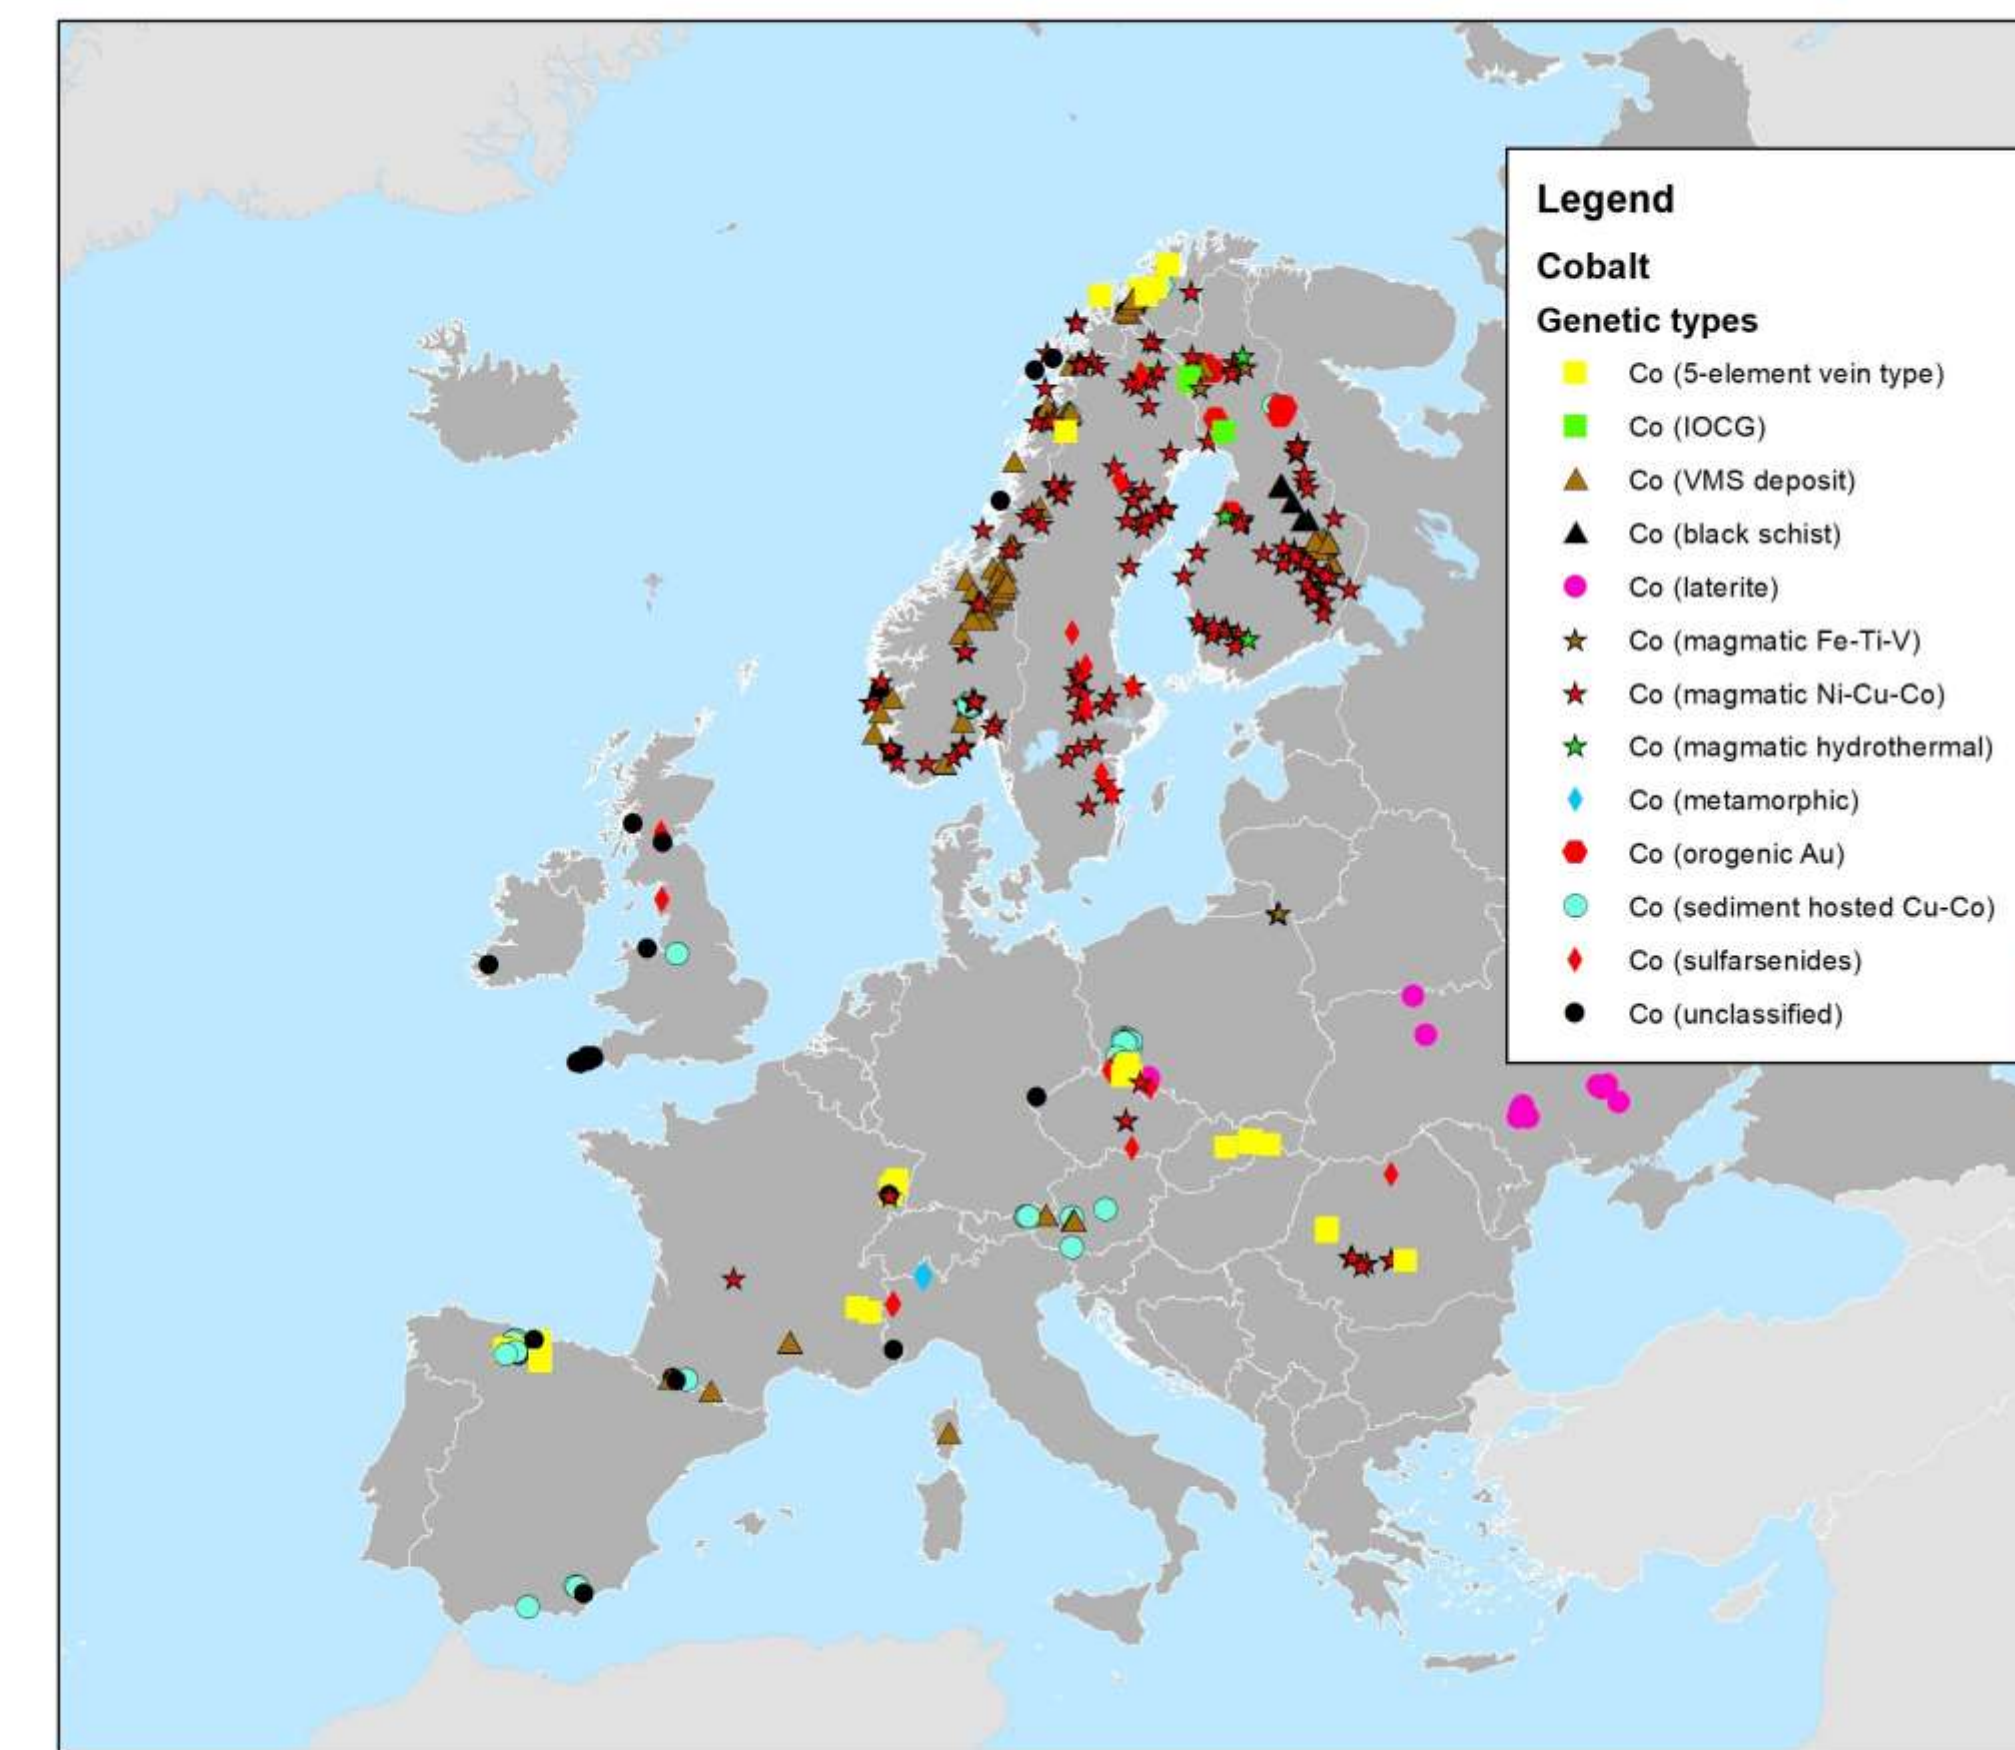 Legend
Cobalt
Genetic types
Co (5-element vein type)
Co (IOCG)
Co (VMS deposit)
Co (black schist)
Co (laterite)
Co (magmatic Fe-Ti-V)
Co (magmatic Ni-Cu-Co)
Co (magmatic hydrothermal)
Co (metamorphic)
Co (orogenic Au)
Co (sediment hosted Cu-Co)
Co (sulfarsenides)
Co (unclassified)